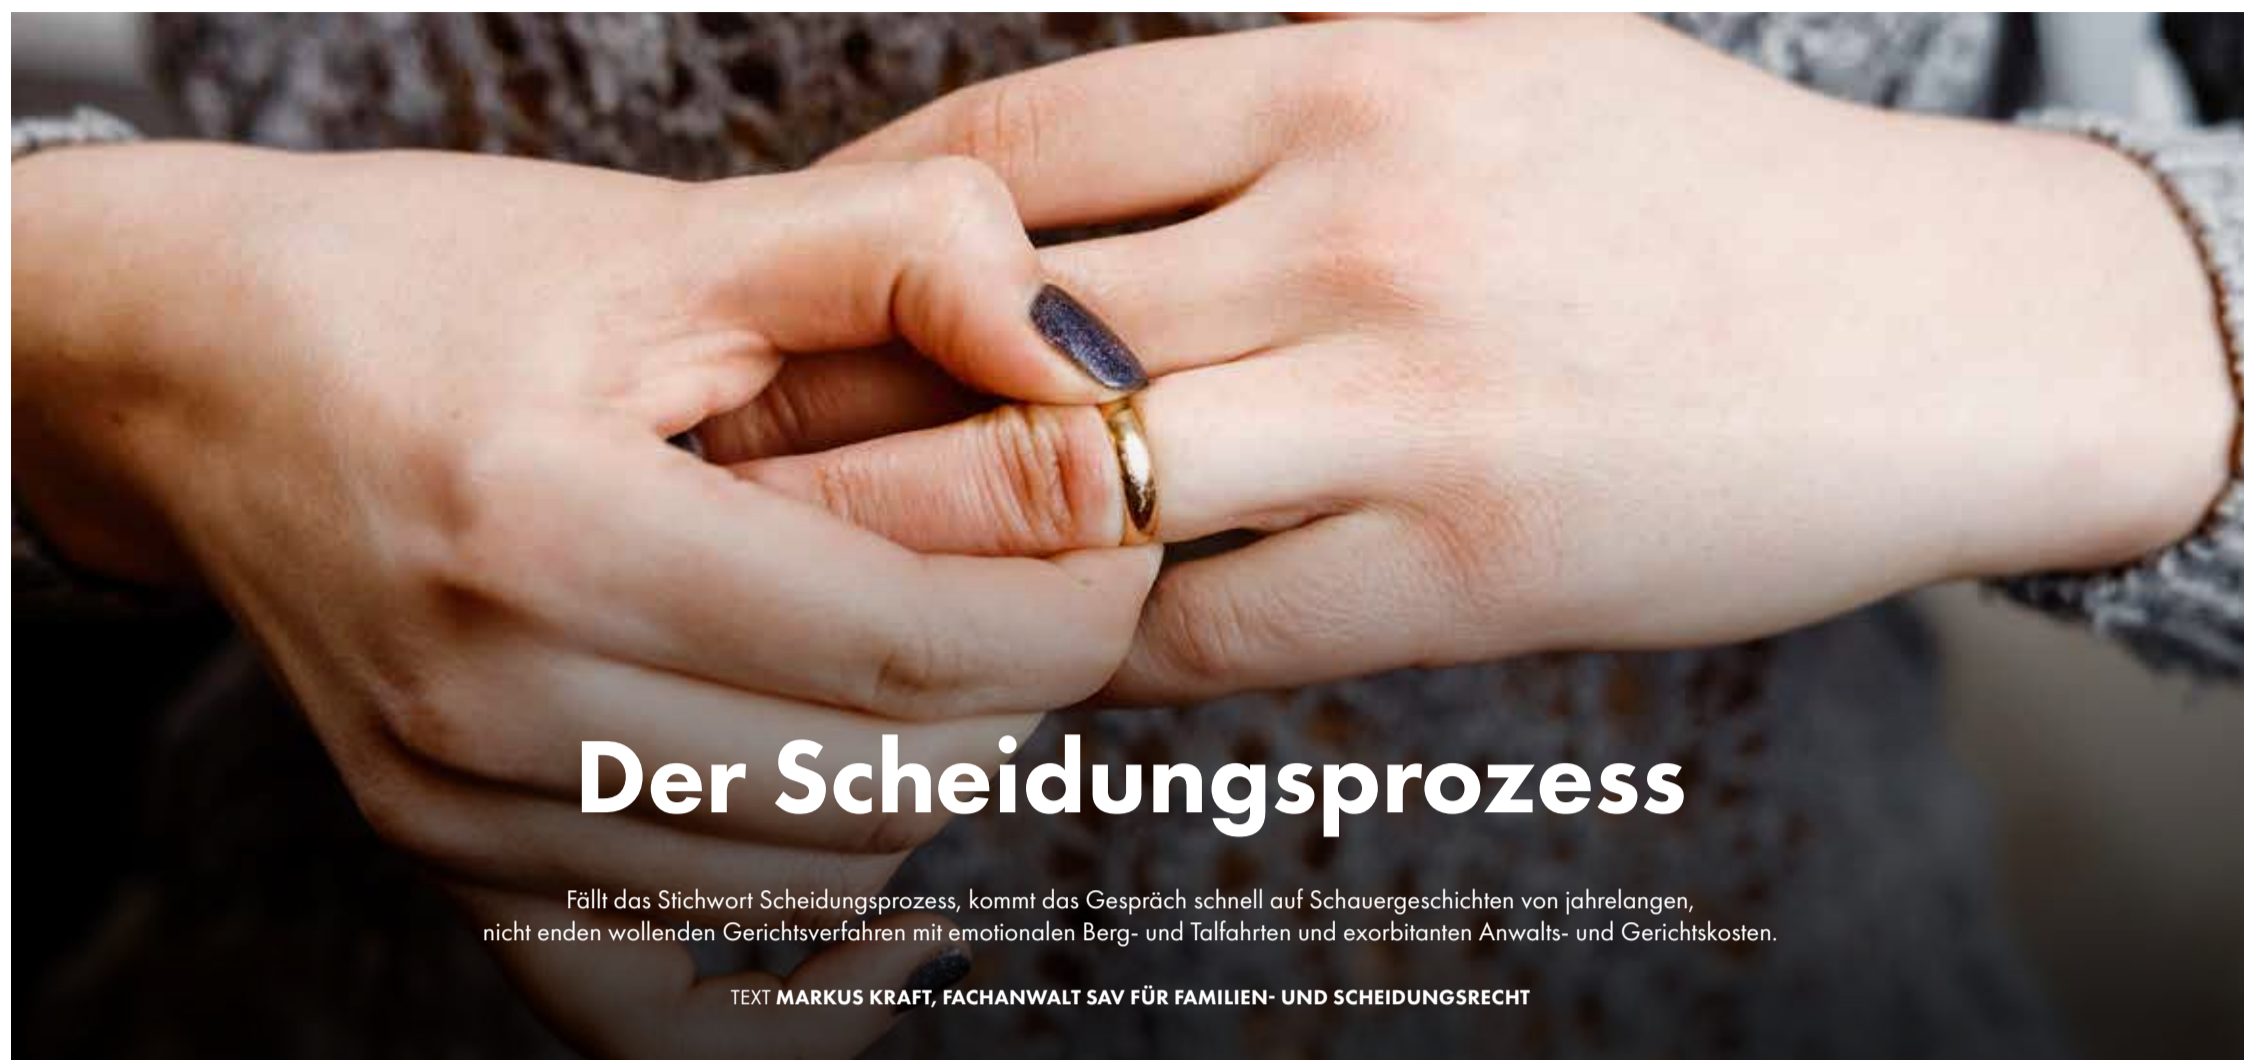 Der Scheidungsprozess
Fällt das Stichwort Scheidungsprozess, kommt das Gespräch schnell auf Schauergeschichten von jahrelangen,
nicht enden wollenden Gerichtsverfahren mit emotionalen Berg- und Talfahrten und exorbitanten Anwalts- und Gerichtskosten.
TEXT MARKUS KRAFT, FACHANWALT SAV FÜR FAMILIEN- UND SCHEIDUNGSRECHT